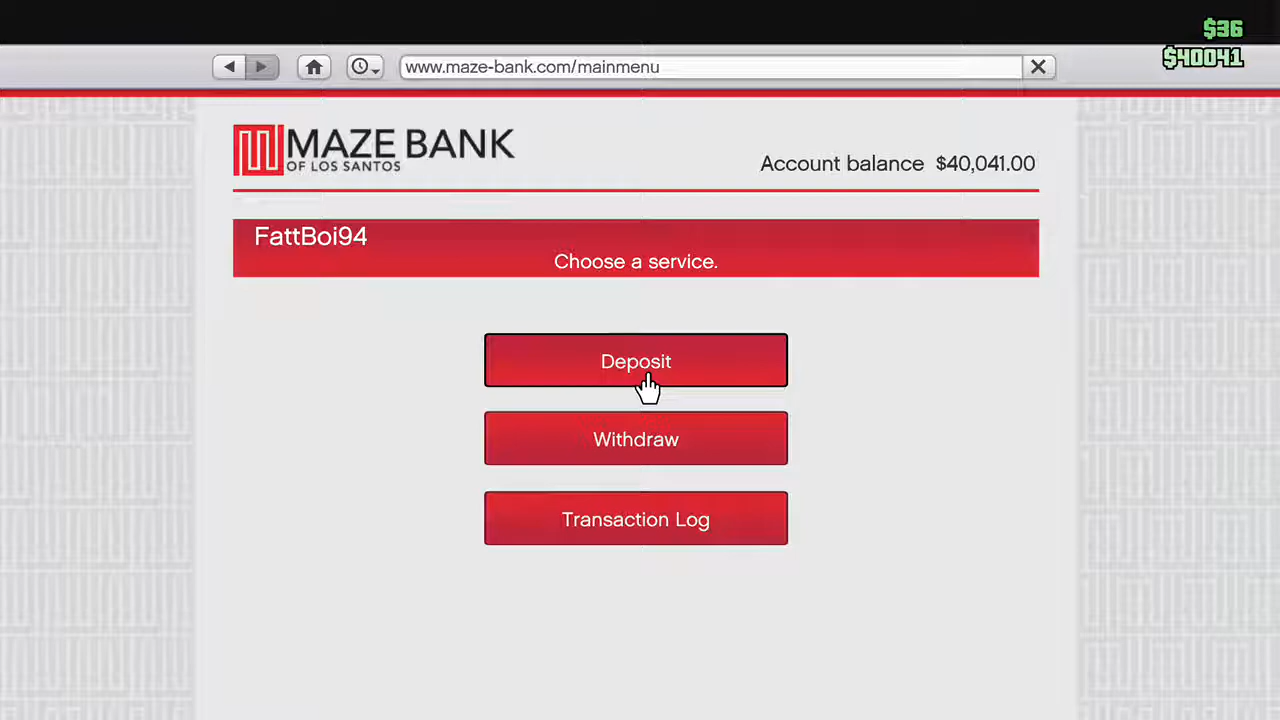 $36
$40041
www.maze-bank.com/mainmenu
MAZE BANK
OF LOS SANTOS
Account balance $40,041.00
FattBoi94
Choose a service.
Deposit
Withdraw
Transaction Log